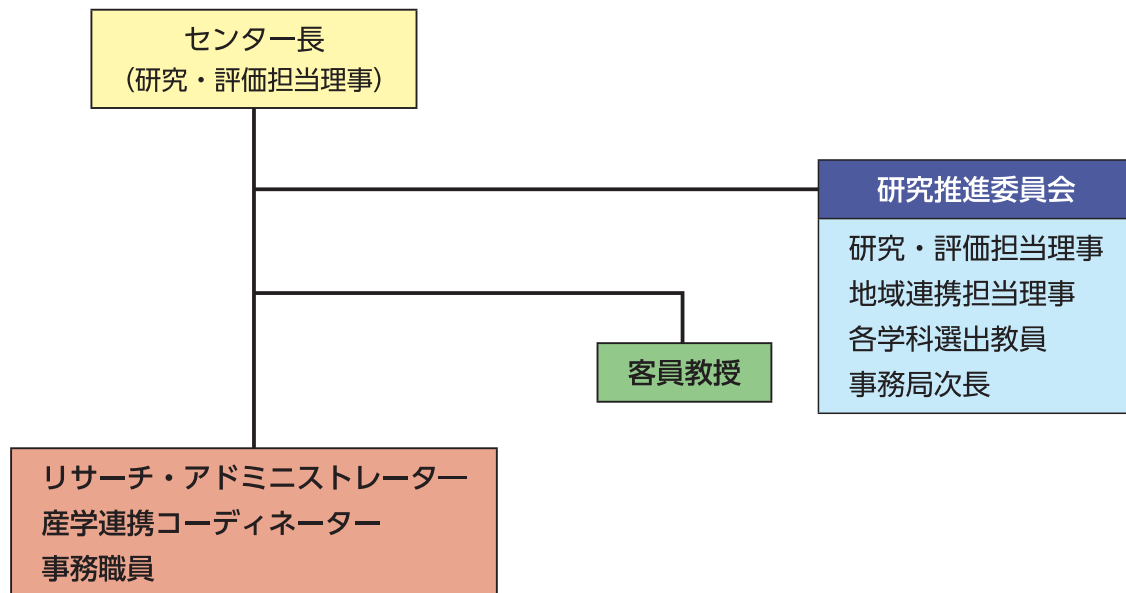 センター長
（研究・評価担当理事）
研究推進委員会
研究・評価担当理事
地域連携担当理事
各学科選出教員
事務局次長
客員教授
リサーチ・アドミニストレーター
産学連携コーディネーター
事務職員